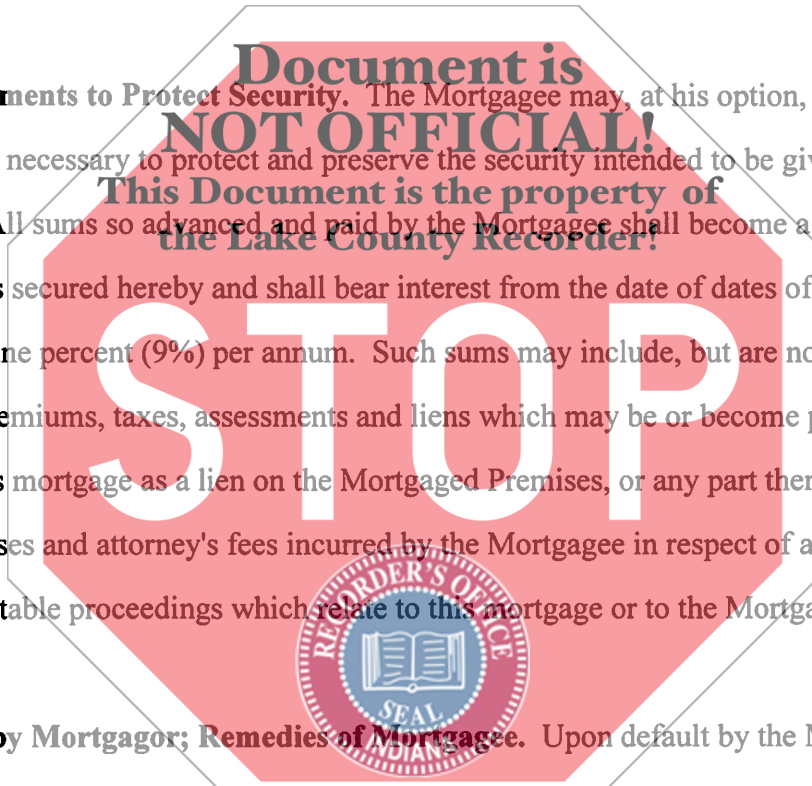 Document is
ments to Protect Security. The Mortgagee may, at his option,
NOT OFFICIAL!
necessary to protect and preserve the security intended to be giv
This Document is the property of
All sums so advanced and paid by the Mortgagee shall become a
the Lake County Recorder!
s secured hereby and shall bear interest from the date of dates of
ne percent (9%) per annum. Such sums may include, but are no
emiums, taxes, assessments and liens which may be or become p
STOP
s mortgage as a lien on the Mortgaged Premises, or any part ther
ses and attorney's fees incurred by the Mortgagee in respect of a
RECORDER'S OFFICE
table proceedings which relate to this mortgage or to the Mortga
SEAL
by Mortgagor; Remedies of Mortgagee. Upon default by the M
INDIANA